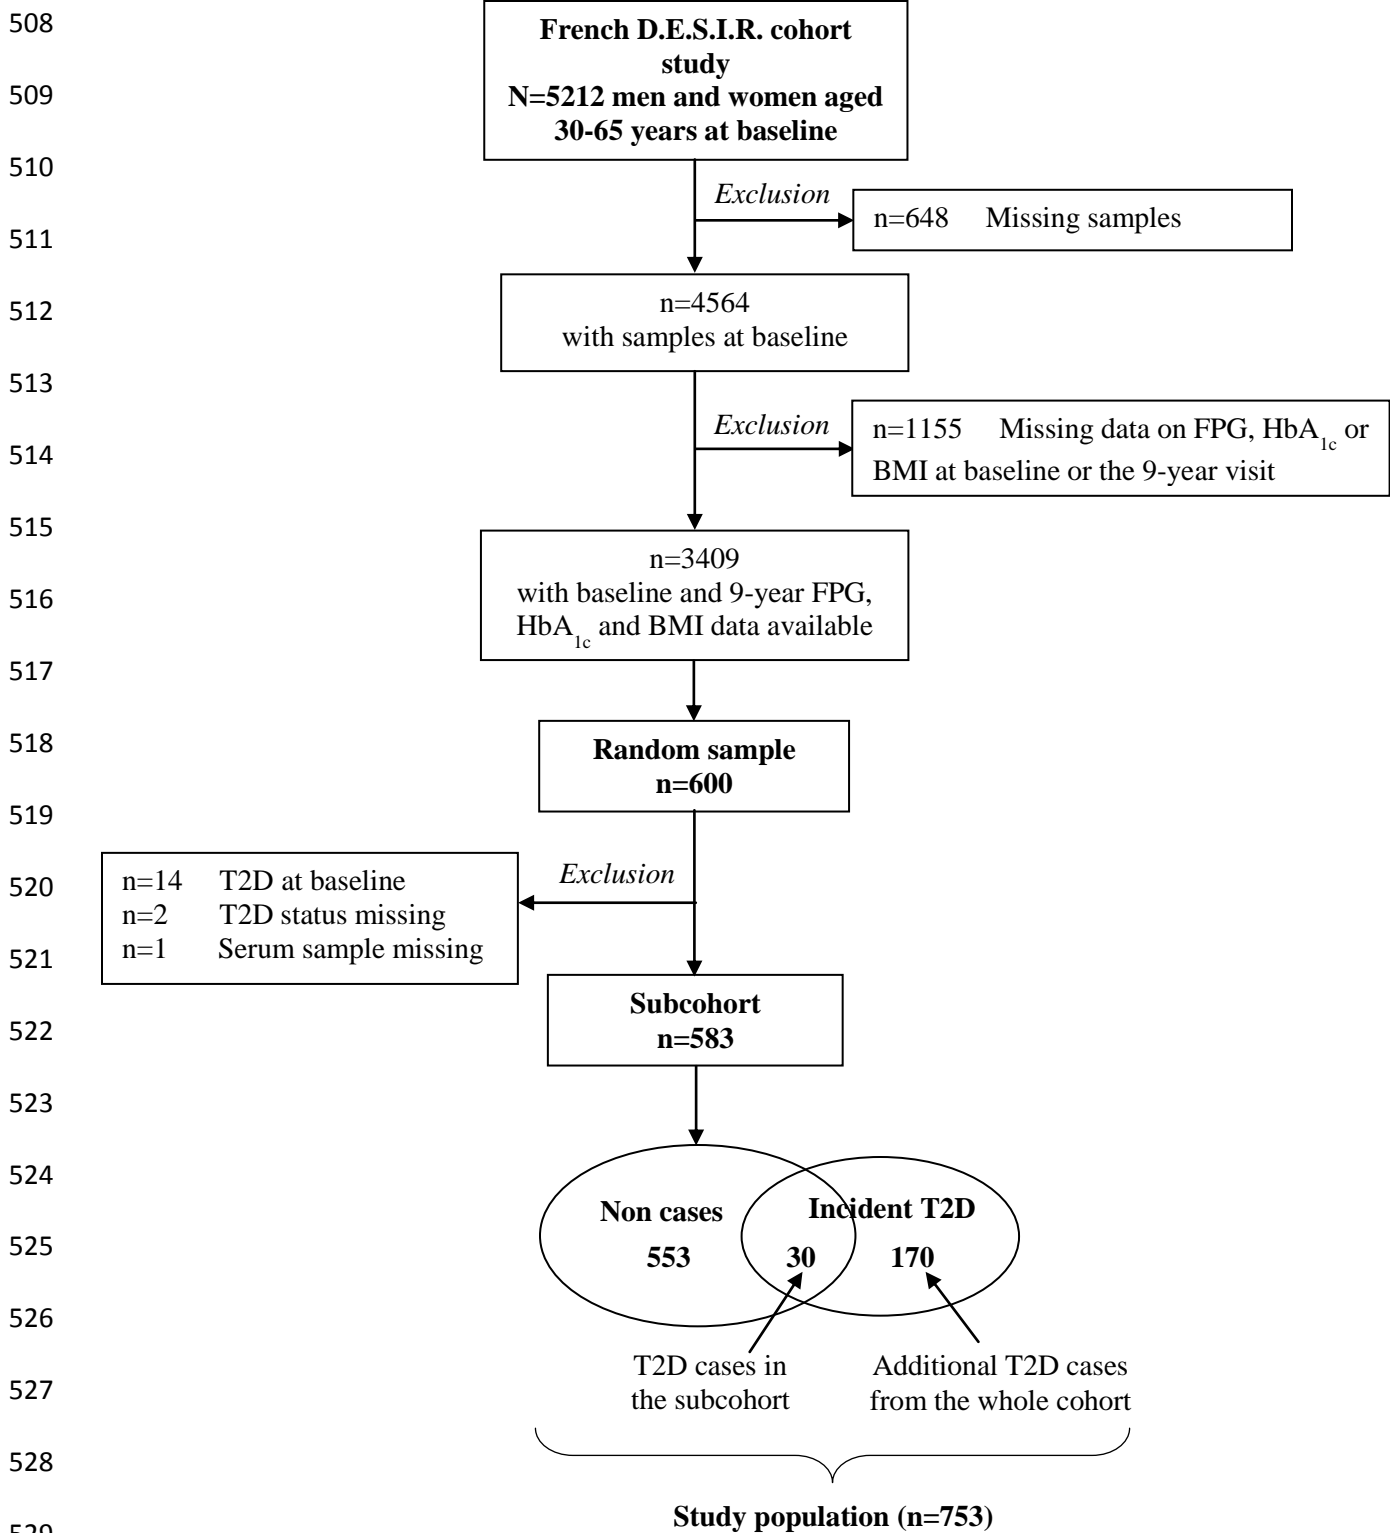 508
French D.E.S.I.R. cohort
study
509
N=5212 men and women aged
30-65 years at baseline
510
Exclusion
n=648 Missing samples
511
512
n=4564
with samples at baseline
513
Exclusion
n=1155 Missing data on FPG, HbA1c or
514
BMI at baseline or the 9-year visit
515
n=3409
516
with baseline and 9-year FPG,
HbA1c and BMI data available
517
518
Random sample
n=600
519
Exclusion
520
n=14 T2D at baseline
n=2 T2D status missing
n=1 Serum sample missing
521
Subcohort
522
n=583
523
524
Non cases
Incident T2D
525
553
30
170
526
T2D cases in
the subcohort
Additional T2D cases
from the whole cohort
527
528
Study population (n=753)
529